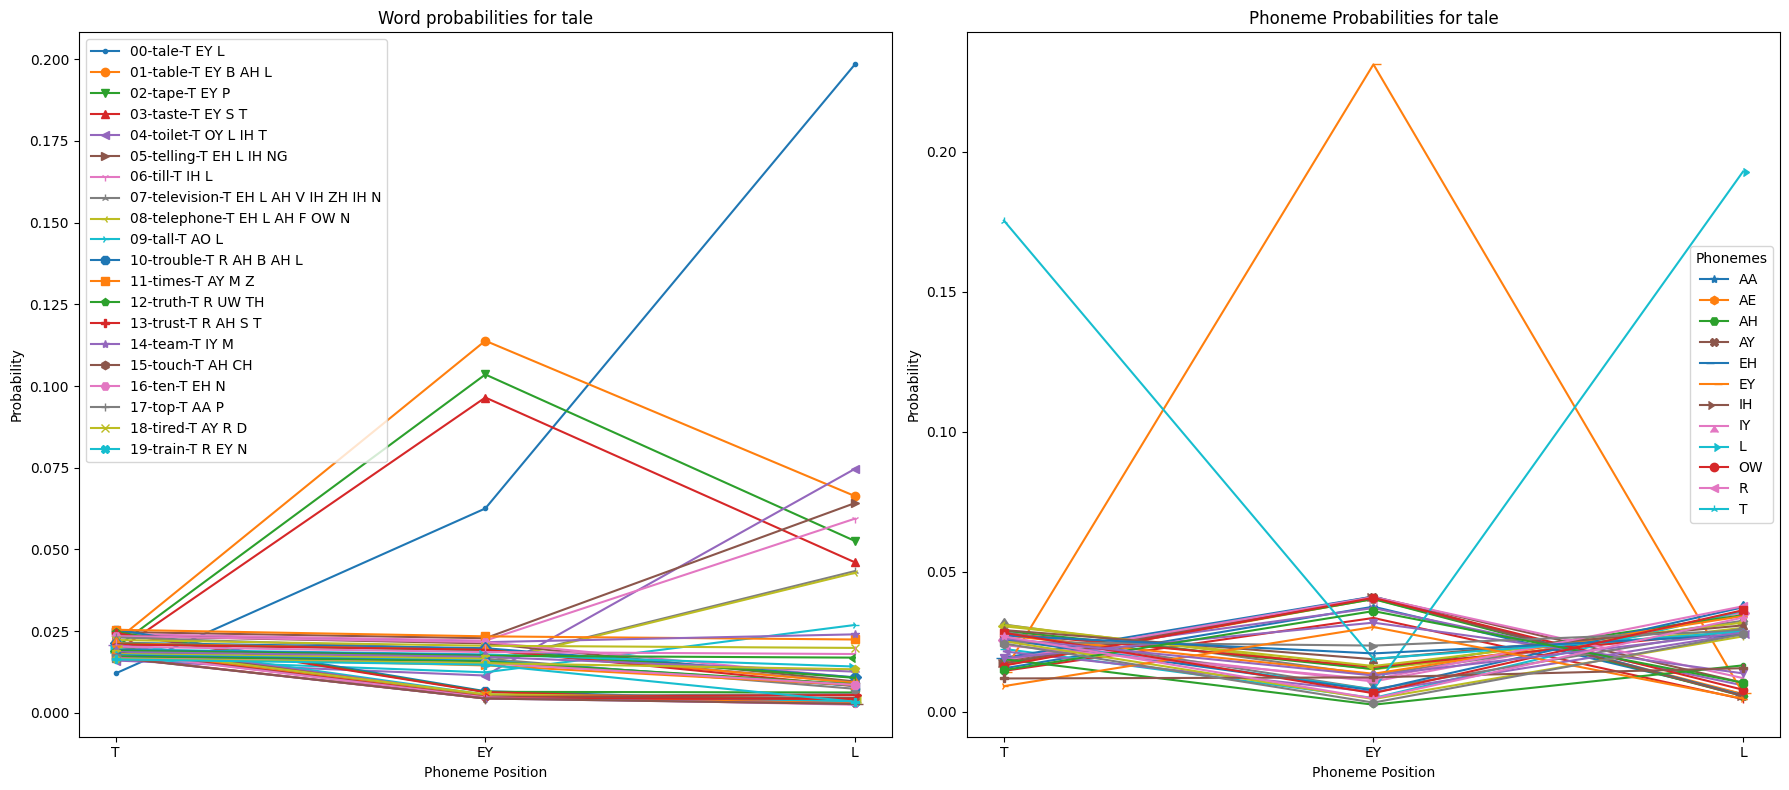 Word probabilities for tale
Probability
0.200
0.175
0.150
0.125
0.100
0.075
0.050
0.025
0.000
00-tale-T EY L
01-table-T EY B AH L
02-tape-T EY P
03-taste-T EY S T
04-toilet-T OY L IH T
05-telling-T EH L IH NG
06-till-T IH L
07-television-T EH L AH V IH ZH IH N
08-telephone-T EH L AH F OW N
09-tall-T AO L
10-trouble-T R AH B AH L
11-times-T AY M Z
12-truth-T R UW TH
13-trust-T R AH S T
14-team-T IY M
15-touch-T AH CH
16-ten-T EH N
17-top-T AA P
18-tired-T AY R D
19-train-T R EY N
T EY L
Phoneme Position
Phoneme Probabilities for tale
Probability
0.20
0.15
0.10
0.05
0.00
Phonemes
AA
AE
AH
AY
EH
EY
IH
IY
L
OW
R
T
T EY L
Phoneme Position